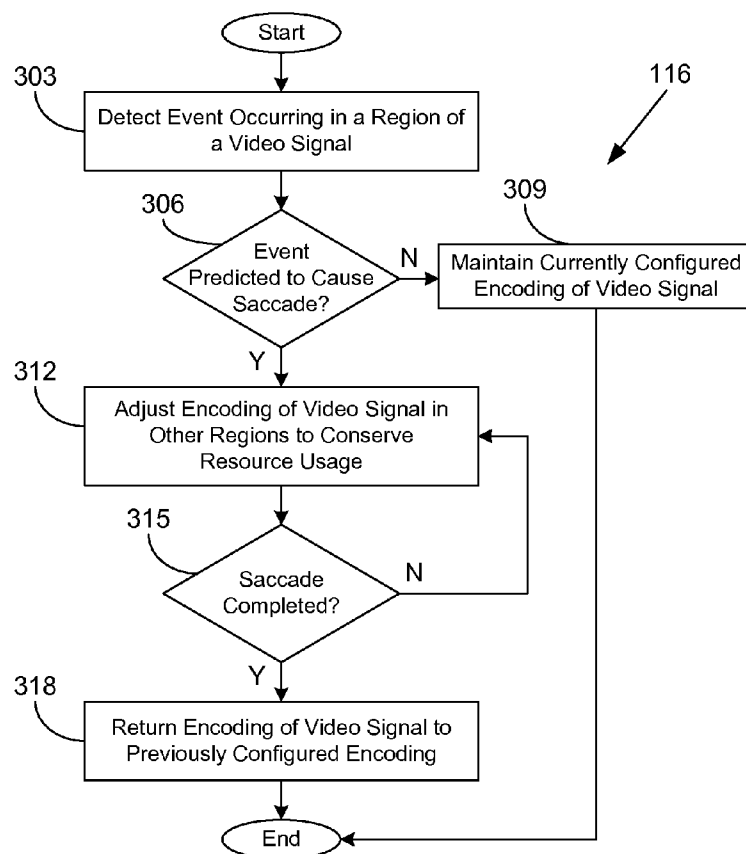 Start
303
Detect Event Occurring in a Region of
a Video Signal
116
306
Event
Predicted to Cause
Saccade?
N
309
Maintain Currently Configured
Encoding of Video Signal
Y
312
Adjust Encoding of Video Signal in
Other Regions to Conserve
Resource Usage
315
Saccade
Completed?
N
Y
318
Return Encoding of Video Signal to
Previously Configured Encoding
End